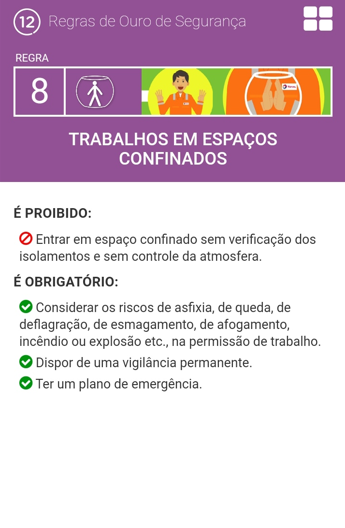 12 Regras de Ouro de Segurança
REGRA
8
TRABALHOS EM ESPAÇOS
CONFINADOS
É PROIBIDO:
Entrar em espaço confinado sem verificação dos
isolamentos e sem controle da atmosfera.
É OBRIGATÓRIO:
Considerar os riscos de asfixia, de queda, de
deflagração, de esmagamento, de afogamento,
incêndio ou explosão etc., na permissão de trabalho.
Dispor de uma vigilância permanente.
Ter um plano de emergência.